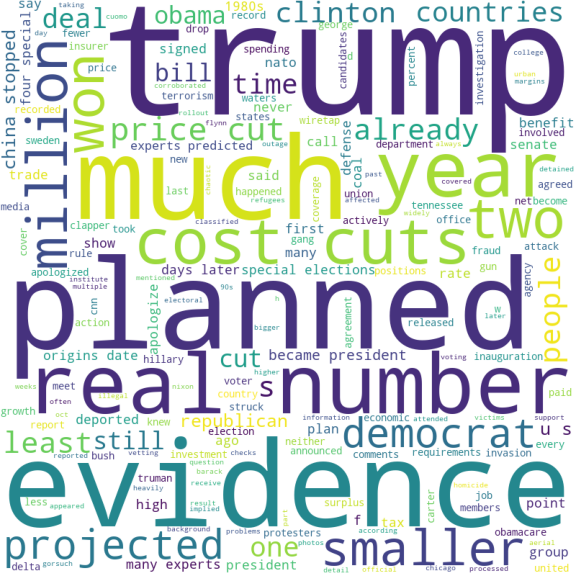 say taking cuomo
deal
obama
1980s
record
clinton
countries
trump
fewer
insurer
four special
china stopped
million
won
drop
signed
spending
nato
george
d
candidates
percent
investigation
college
urban
margins
price
corroborated
bill
time
day
terrorism
waters
states
never
recorded
rollout
flynn
wiretap
price cut
already
benefit
involved
experts predicted
outage
call
defense
department
always
senate
sweden
trade
new
much
year
two
coal
past
covered
net
become
detained
agreed
media
last
chaotic
said
happened
coverage
union
tennessee
clapper
rule
classified
refugees
affected
actively
widely
office
cover
took
cost cuts
first
gang
many
fraud
attack
apologized
show
days later
special elections
positions
rate
gun
people
institute
multiple
cnn
action
mentioned
90s
planned
electoral
h
bigger
agreement
released
agency
w
later
origins date
apologize
hillary
cut
became president
voter
higher
voting
inauguration
real number
weeks
meet
illegal
nixon
s
struck
country
paid
growth
often
oct
deported
knew
republican
information
attended
economic
victims
support
report
election
plan
democrat
u s
least
still
investment
ago
neither
announced
comments
requirements
invasion
every
reported
bush
vetting
question
checks
barack
evidence
less
appeared
truman
heavily
high
receive
result
implied
part
surplus
carter
homicide
job
members
point
f
tax
obamacare
projected
background
one
problems
protesters
according
smaller
delta
gorsuch
many experts
president
photos
detail
official
chicago
processed
aerial
group
united